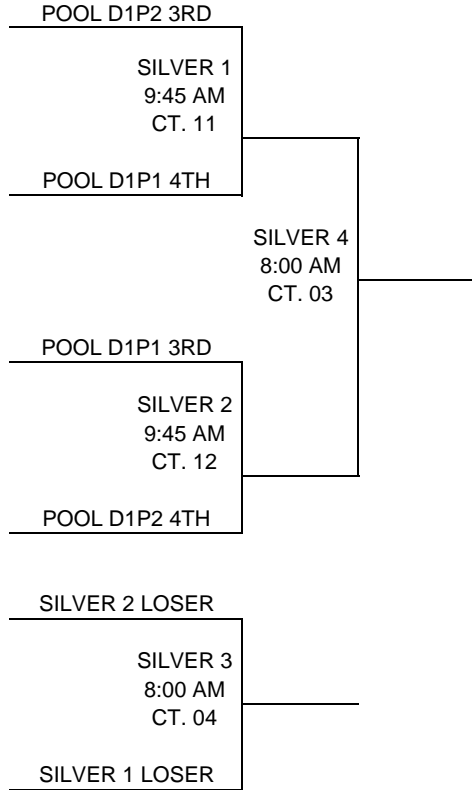 POOL D1P2 3RD
SILVER 1
9:45 AM
CT. 11
POOL D1P1 4TH
SILVER 4
8:00 AM
CT. 03
POOL D1P1 3RD
SILVER 2
9:45 AM
CT. 12
POOL D1P2 4TH
SILVER 2 LOSER
SILVER 3
8:00 AM
CT. 04
SILVER 1 LOSER